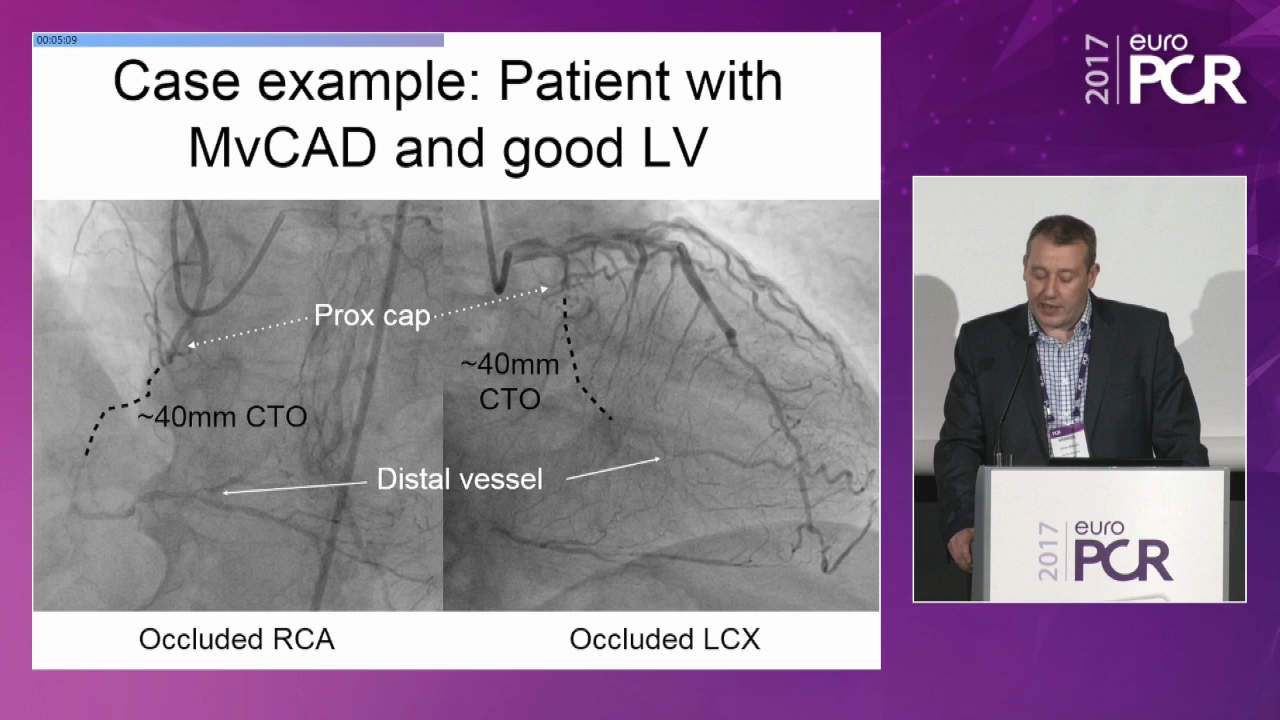 00:05:09
Case example: Patient with
MvCAD and good LV
Prox cap
~40mm
CTO
~40mm CTO
Distal vessel
Occluded RCA
Occluded LCX
2017
euro
PCR
2017
euro
PCR